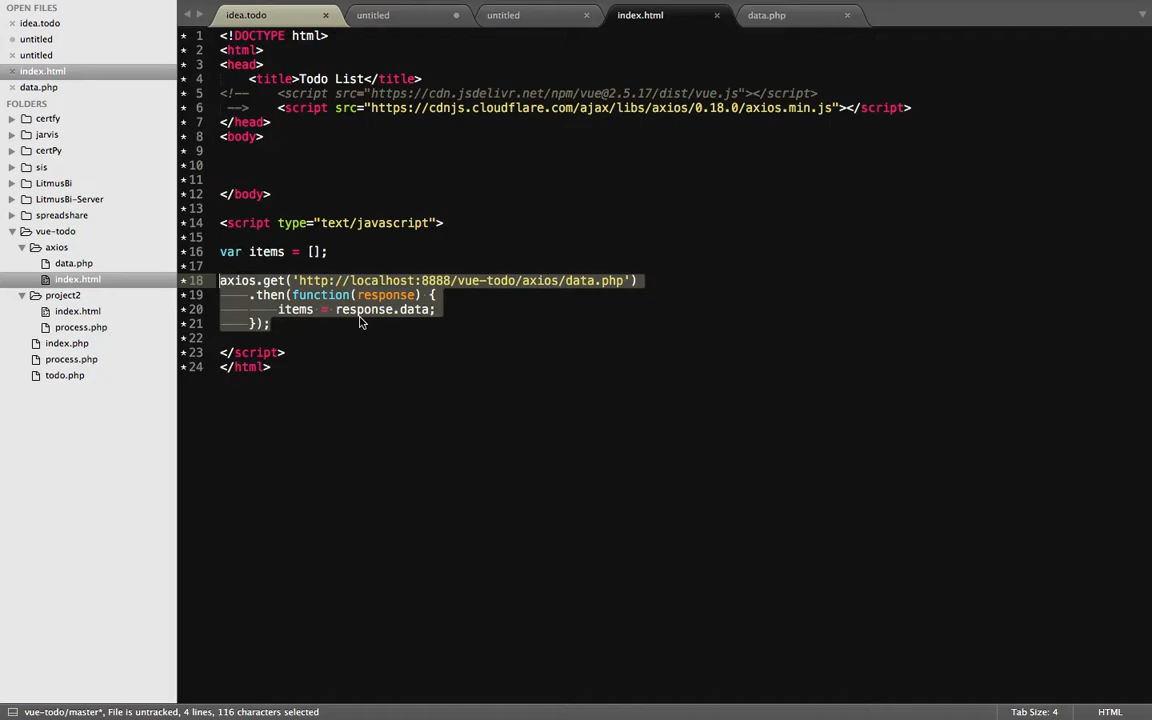 OPEN FILES
idea.todo
untitled
untitled
index.html
data.php
FOLDERS
certfy
jarvis
certPy
sis
LitmusBi
LitmusBi-Server
spreadshare
vue-todo
axios
data.php
index.html
project2
index.html
process.php
index.php
process.php
todo.php
idea.todo
untitled
untitled
index.html
data.php
* 1 <!DOCTYPE html>
* 2 <html>
* 3 <head>
* 4 <title>Todo List</title>
* 5 <!-- <script src="https://cdn.jsdelivr.net/npm/vue@2.5.17/dist/vue.js"></script>
* 6 --> <script src="https://cdnjs.cloudflare.com/ajax/libs/axios/0.18.0/axios.min.js"></script>
* 7 </head>
* 8 <body>
* 9
* 10
* 11
* 12 </body>
* 13
* 14 <script type="text/javascript">
* 15
* 16 var items = [];
* 17
* 18 axios.get('http://localhost:8888/vue-todo/axios/data.php')
* 19 .then(function(response) {
* 20 items = response.data;
* 21 });
* 22
* 23 </script>
* 24 </html>
vue-todo/master*, File is untracked, 4 lines, 116 characters selected
Tab Size: 4
HTML